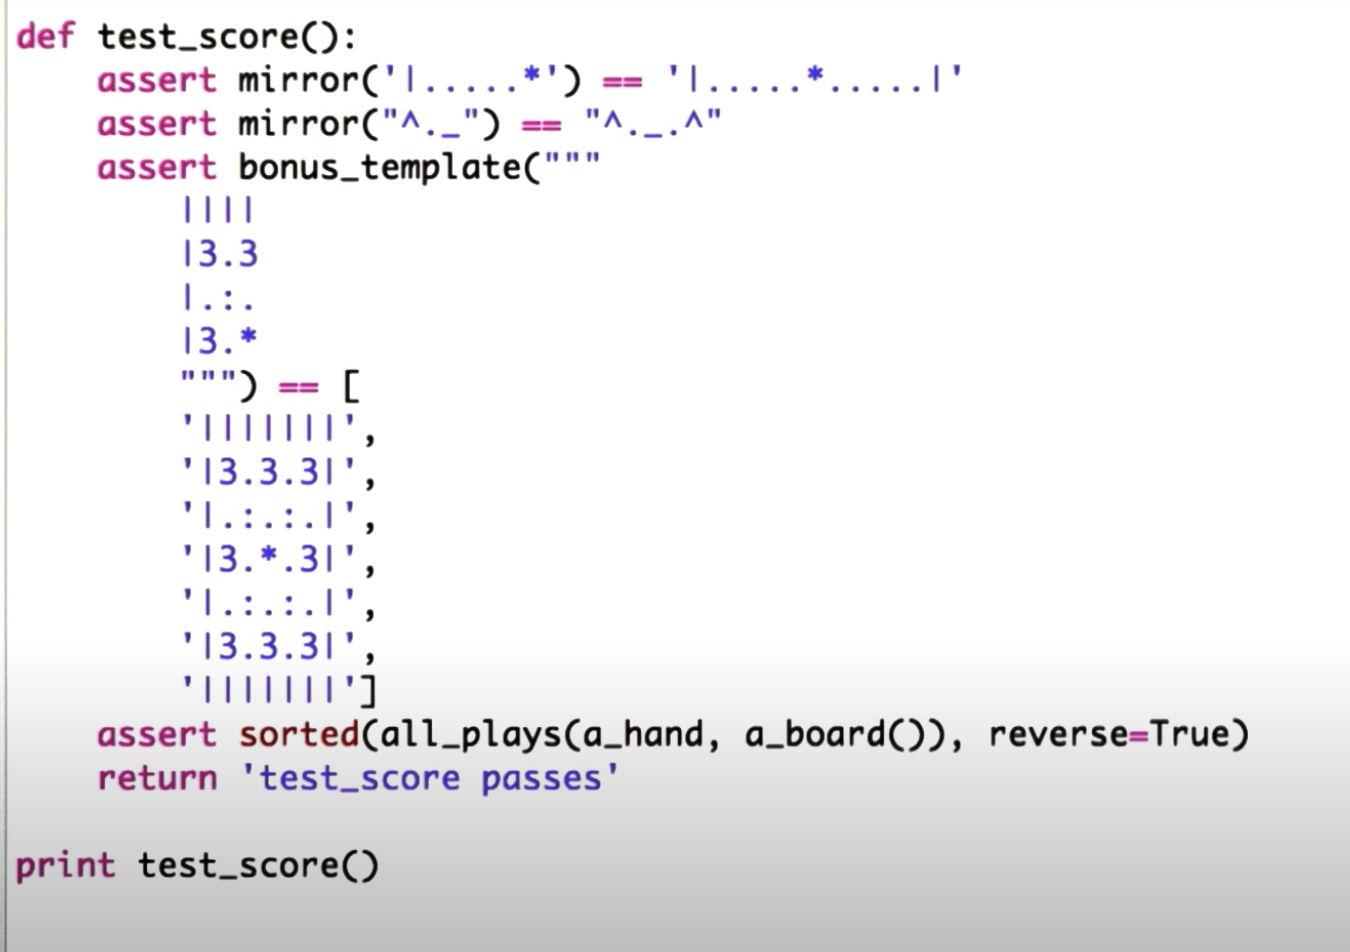 def test_score():
    assert mirror('|.....*') == '|.....*.....|'
    assert mirror("^._") == "^._.^"
    assert bonus_template("""
        ||||
        |3.3
        |.:.
        |3.*
        """) == [
        '|||||||',
        '|3.3.3|',
        '|.:.:.|',
        '|3.*.3|',
        '|.:.:.|',
        '|3.3.3|',
        '|||||||']
    assert sorted(all_plays(a_hand, a_board()), reverse=True)
    return 'test_score passes'
print test_score()